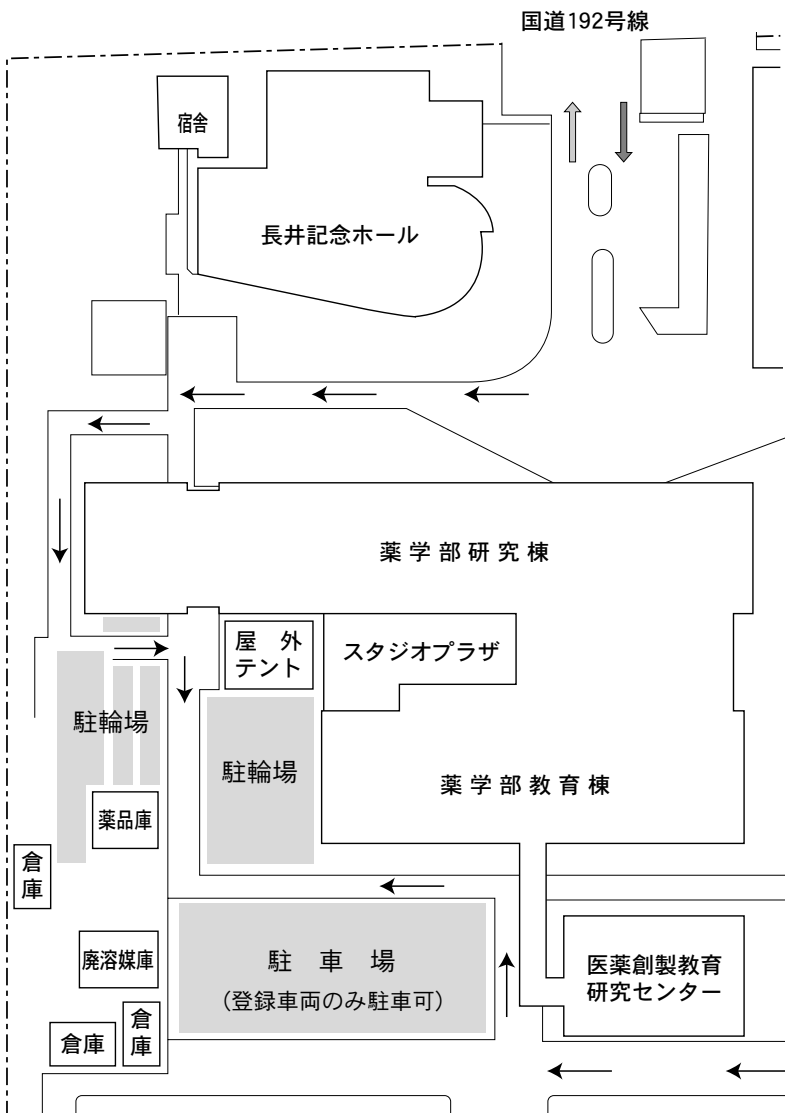 国道192号線
宿舎
長井記念ホール
薬学部研究棟
屋 外
テント
スタジオプラザ
駐輪場
駐輪場
薬学部教育棟
薬品庫
倉
庫
廃溶媒庫
駐 車 場
(登録車両のみ駐車可)
医薬創製教育
研究センター
倉庫
倉
庫